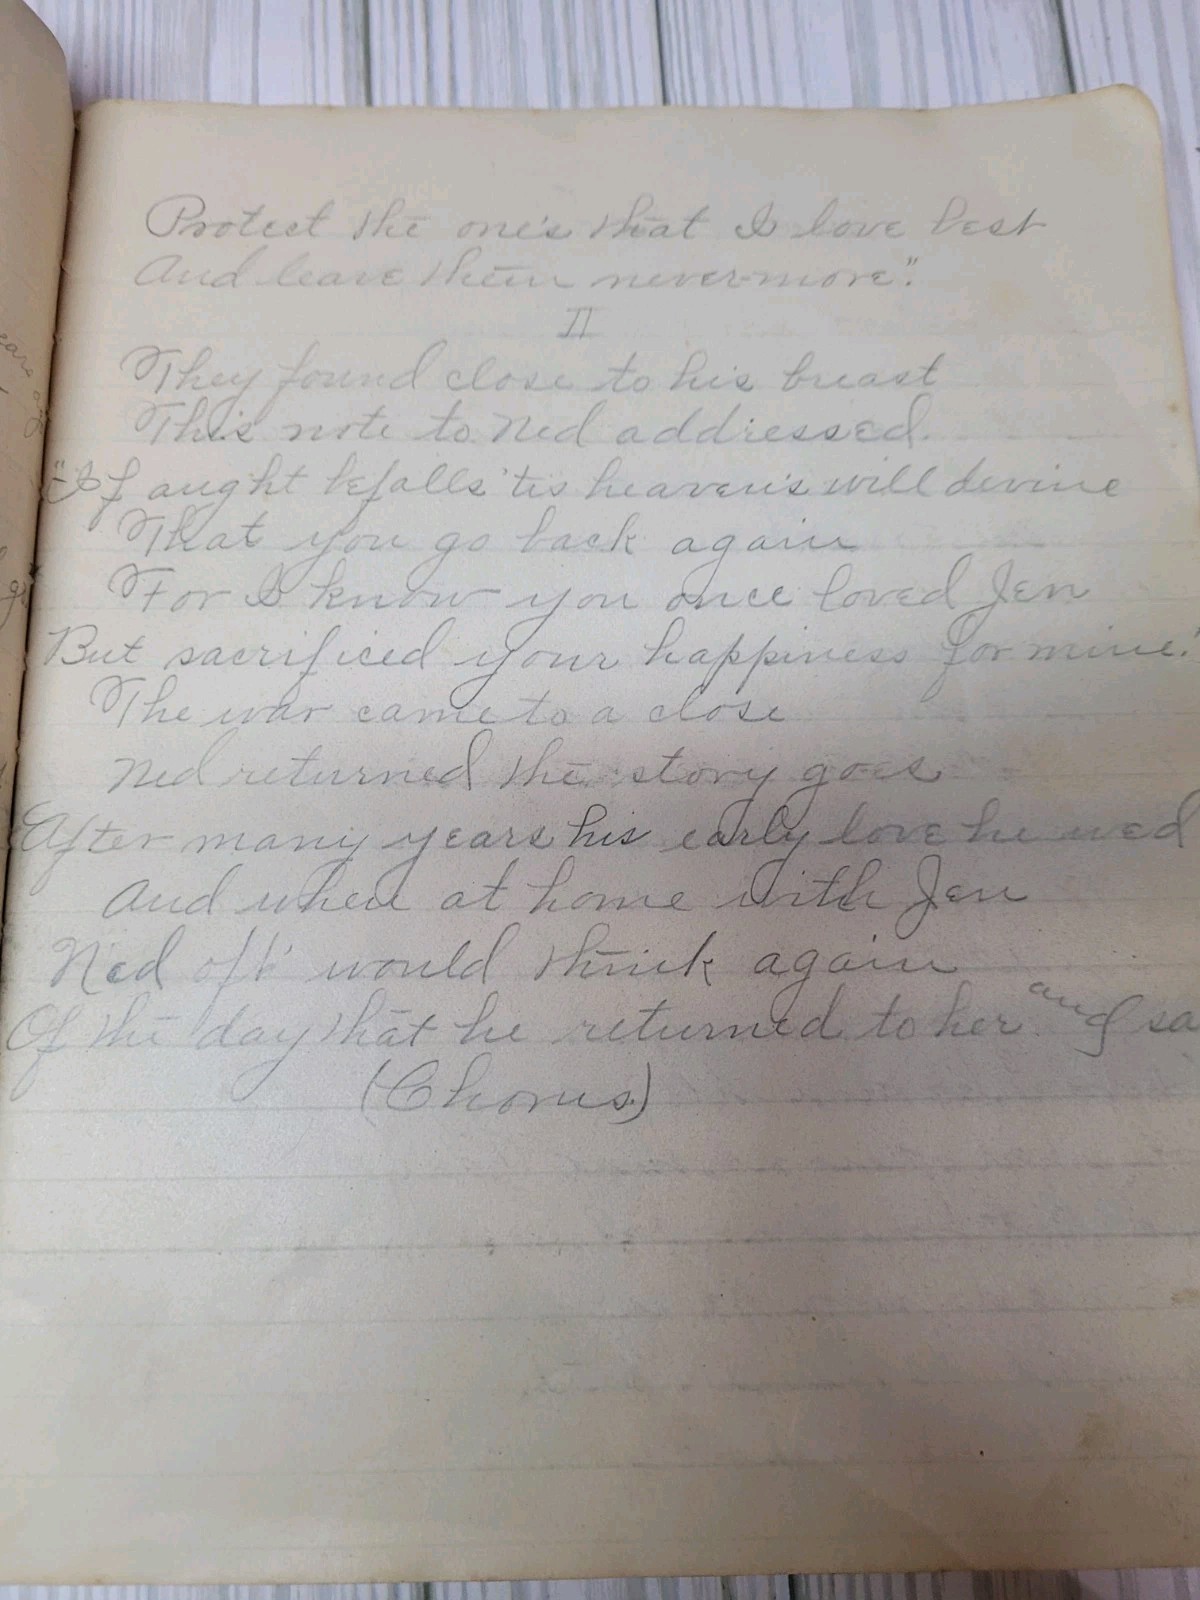 Protect the one's that I love best
And leave them never-more."
II
They found close to his breast
This note to Ned addressed.
"If aught befalls 'tis heaven's will devine
That you go back again
For I know you once loved Jen
But sacrificed your happiness for mine."
The war came to a close
Ned returned the story goes
After many years his early love he wed
And when at home with Jen
Ned oft' would think again
Of the day that he returned to her and sa
(Chorus)